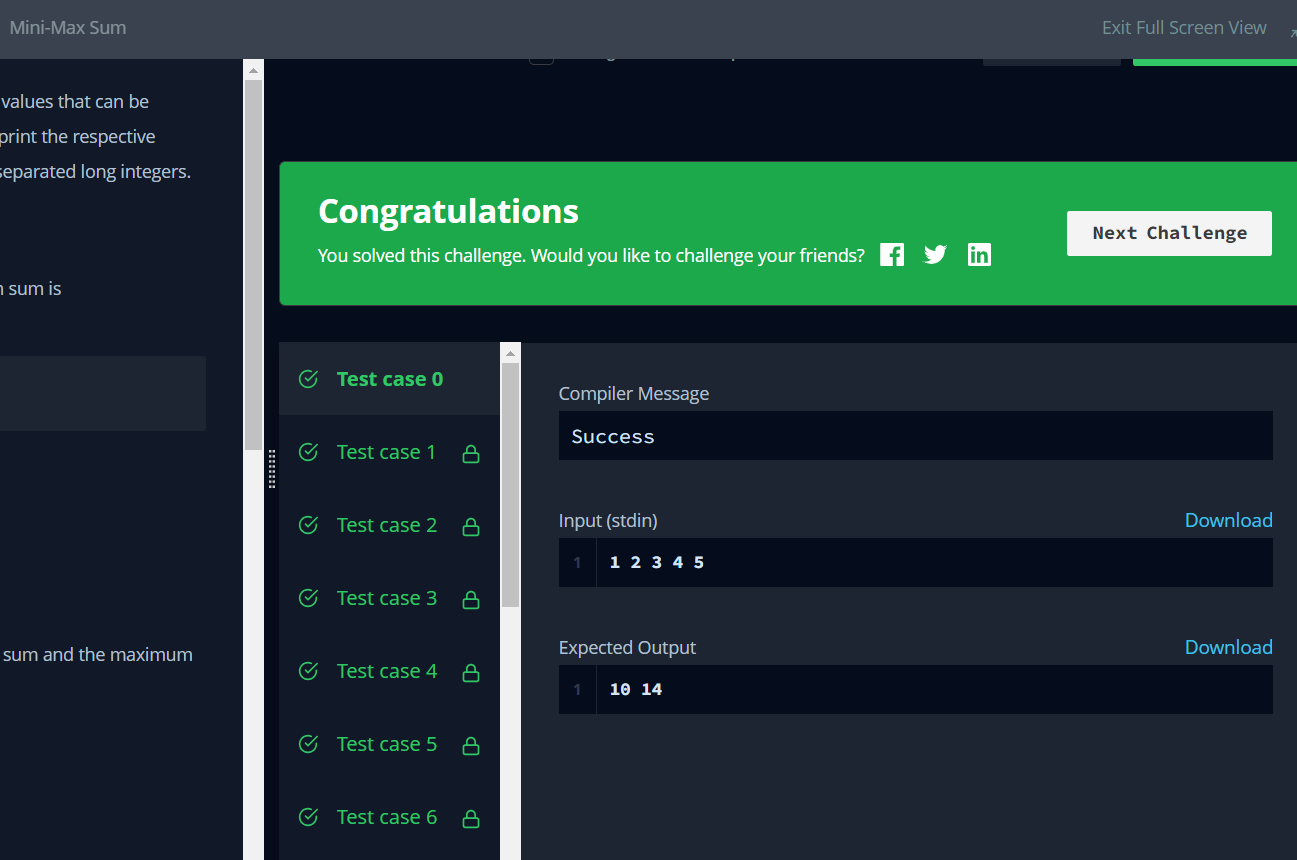 Mini-Max Sum
Exit Full Screen View
values that can be
print the respective
separated long integers.
sum is
sum and the maximum
Congratulations
You solved this challenge. Would you like to challenge your friends?
Next Challenge
Test case 0
Test case 1
Test case 2
Test case 3
Test case 4
Test case 5
Test case 6
Compiler Message
Success
Input (stdin)
Download
1
1 2 3 4 5
Expected Output
Download
1
10 14